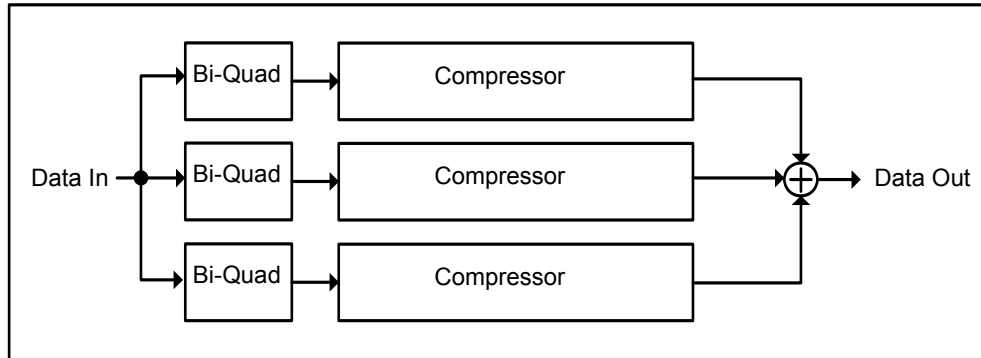 Bi-Quad Compressor
Data In Bi-Quad Compressor Data Out
Bi-Quad Compressor